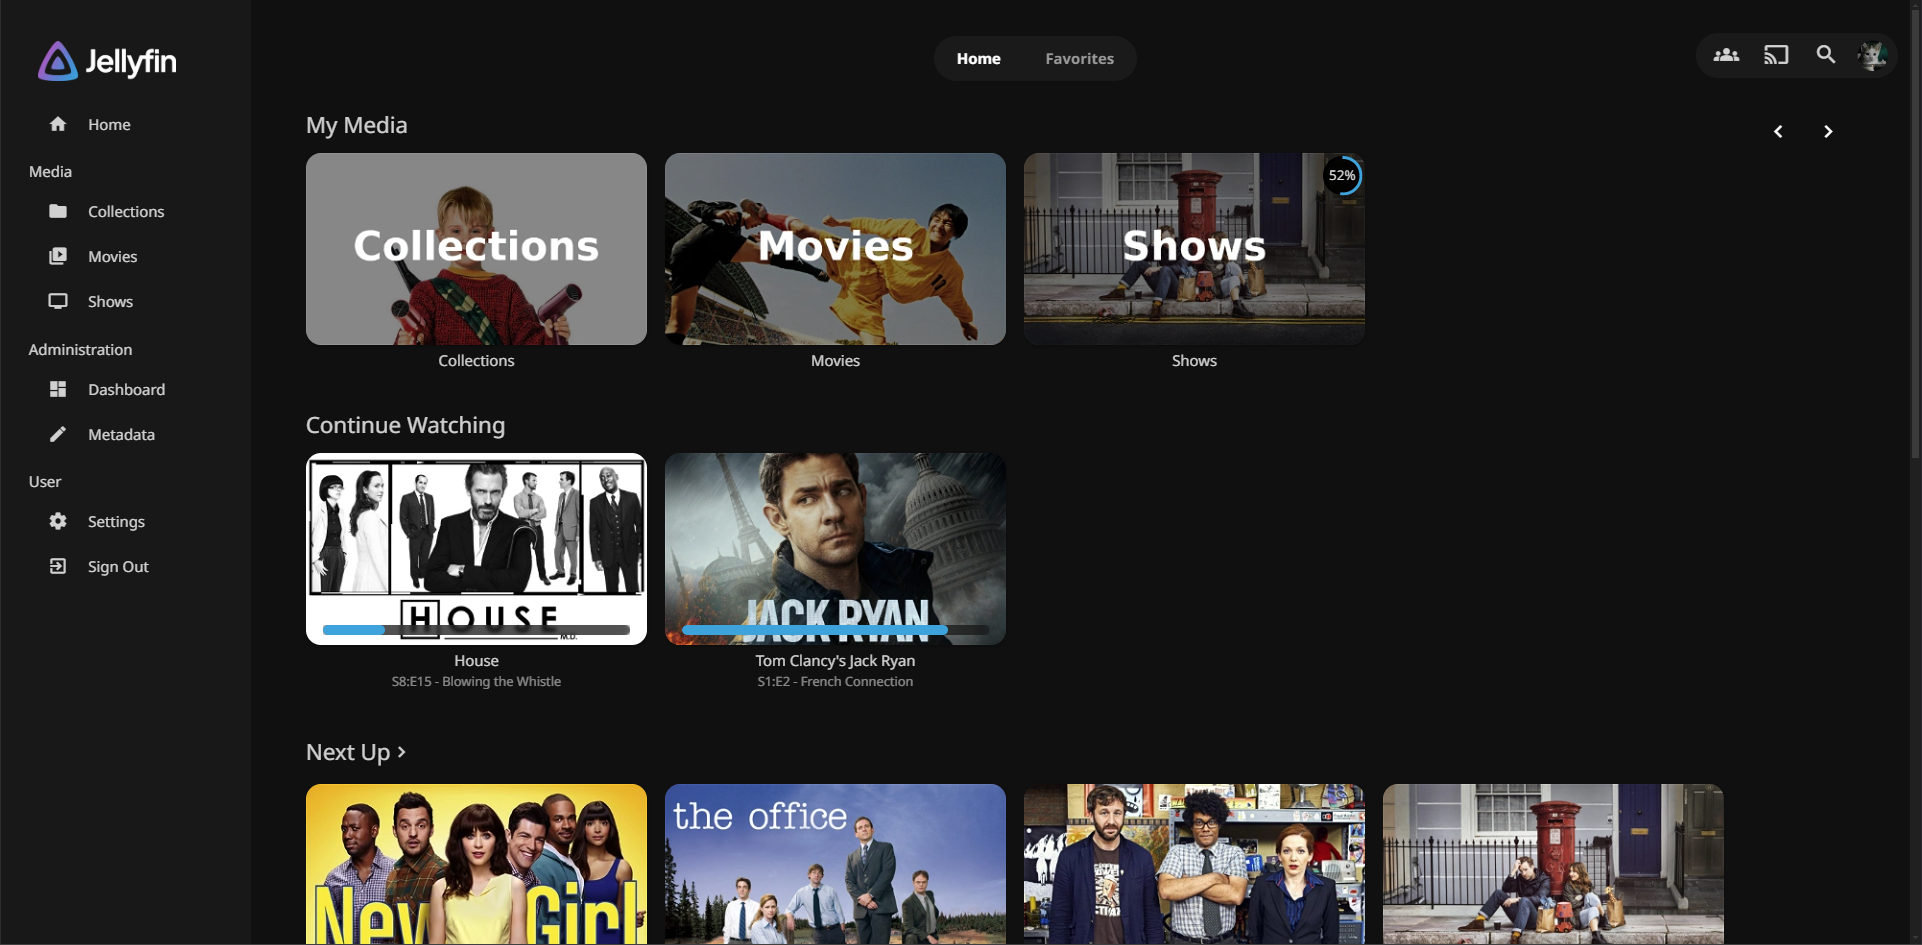 Jellyfin
Home
Favorites
Home
Media
Collections
Movies
Shows
Administration
Dashboard
Metadata
User
Settings
Sign Out
My Media
Collections
Movies
Shows
52%
Collections
Movies
Shows
Continue Watching
HOUSE
M.D.
JACK RYAN
House
Tom Clancy's Jack Ryan
S8:E15 - Blowing the Whistle
S1:E2 - French Connection
Next Up
New Girl
the office